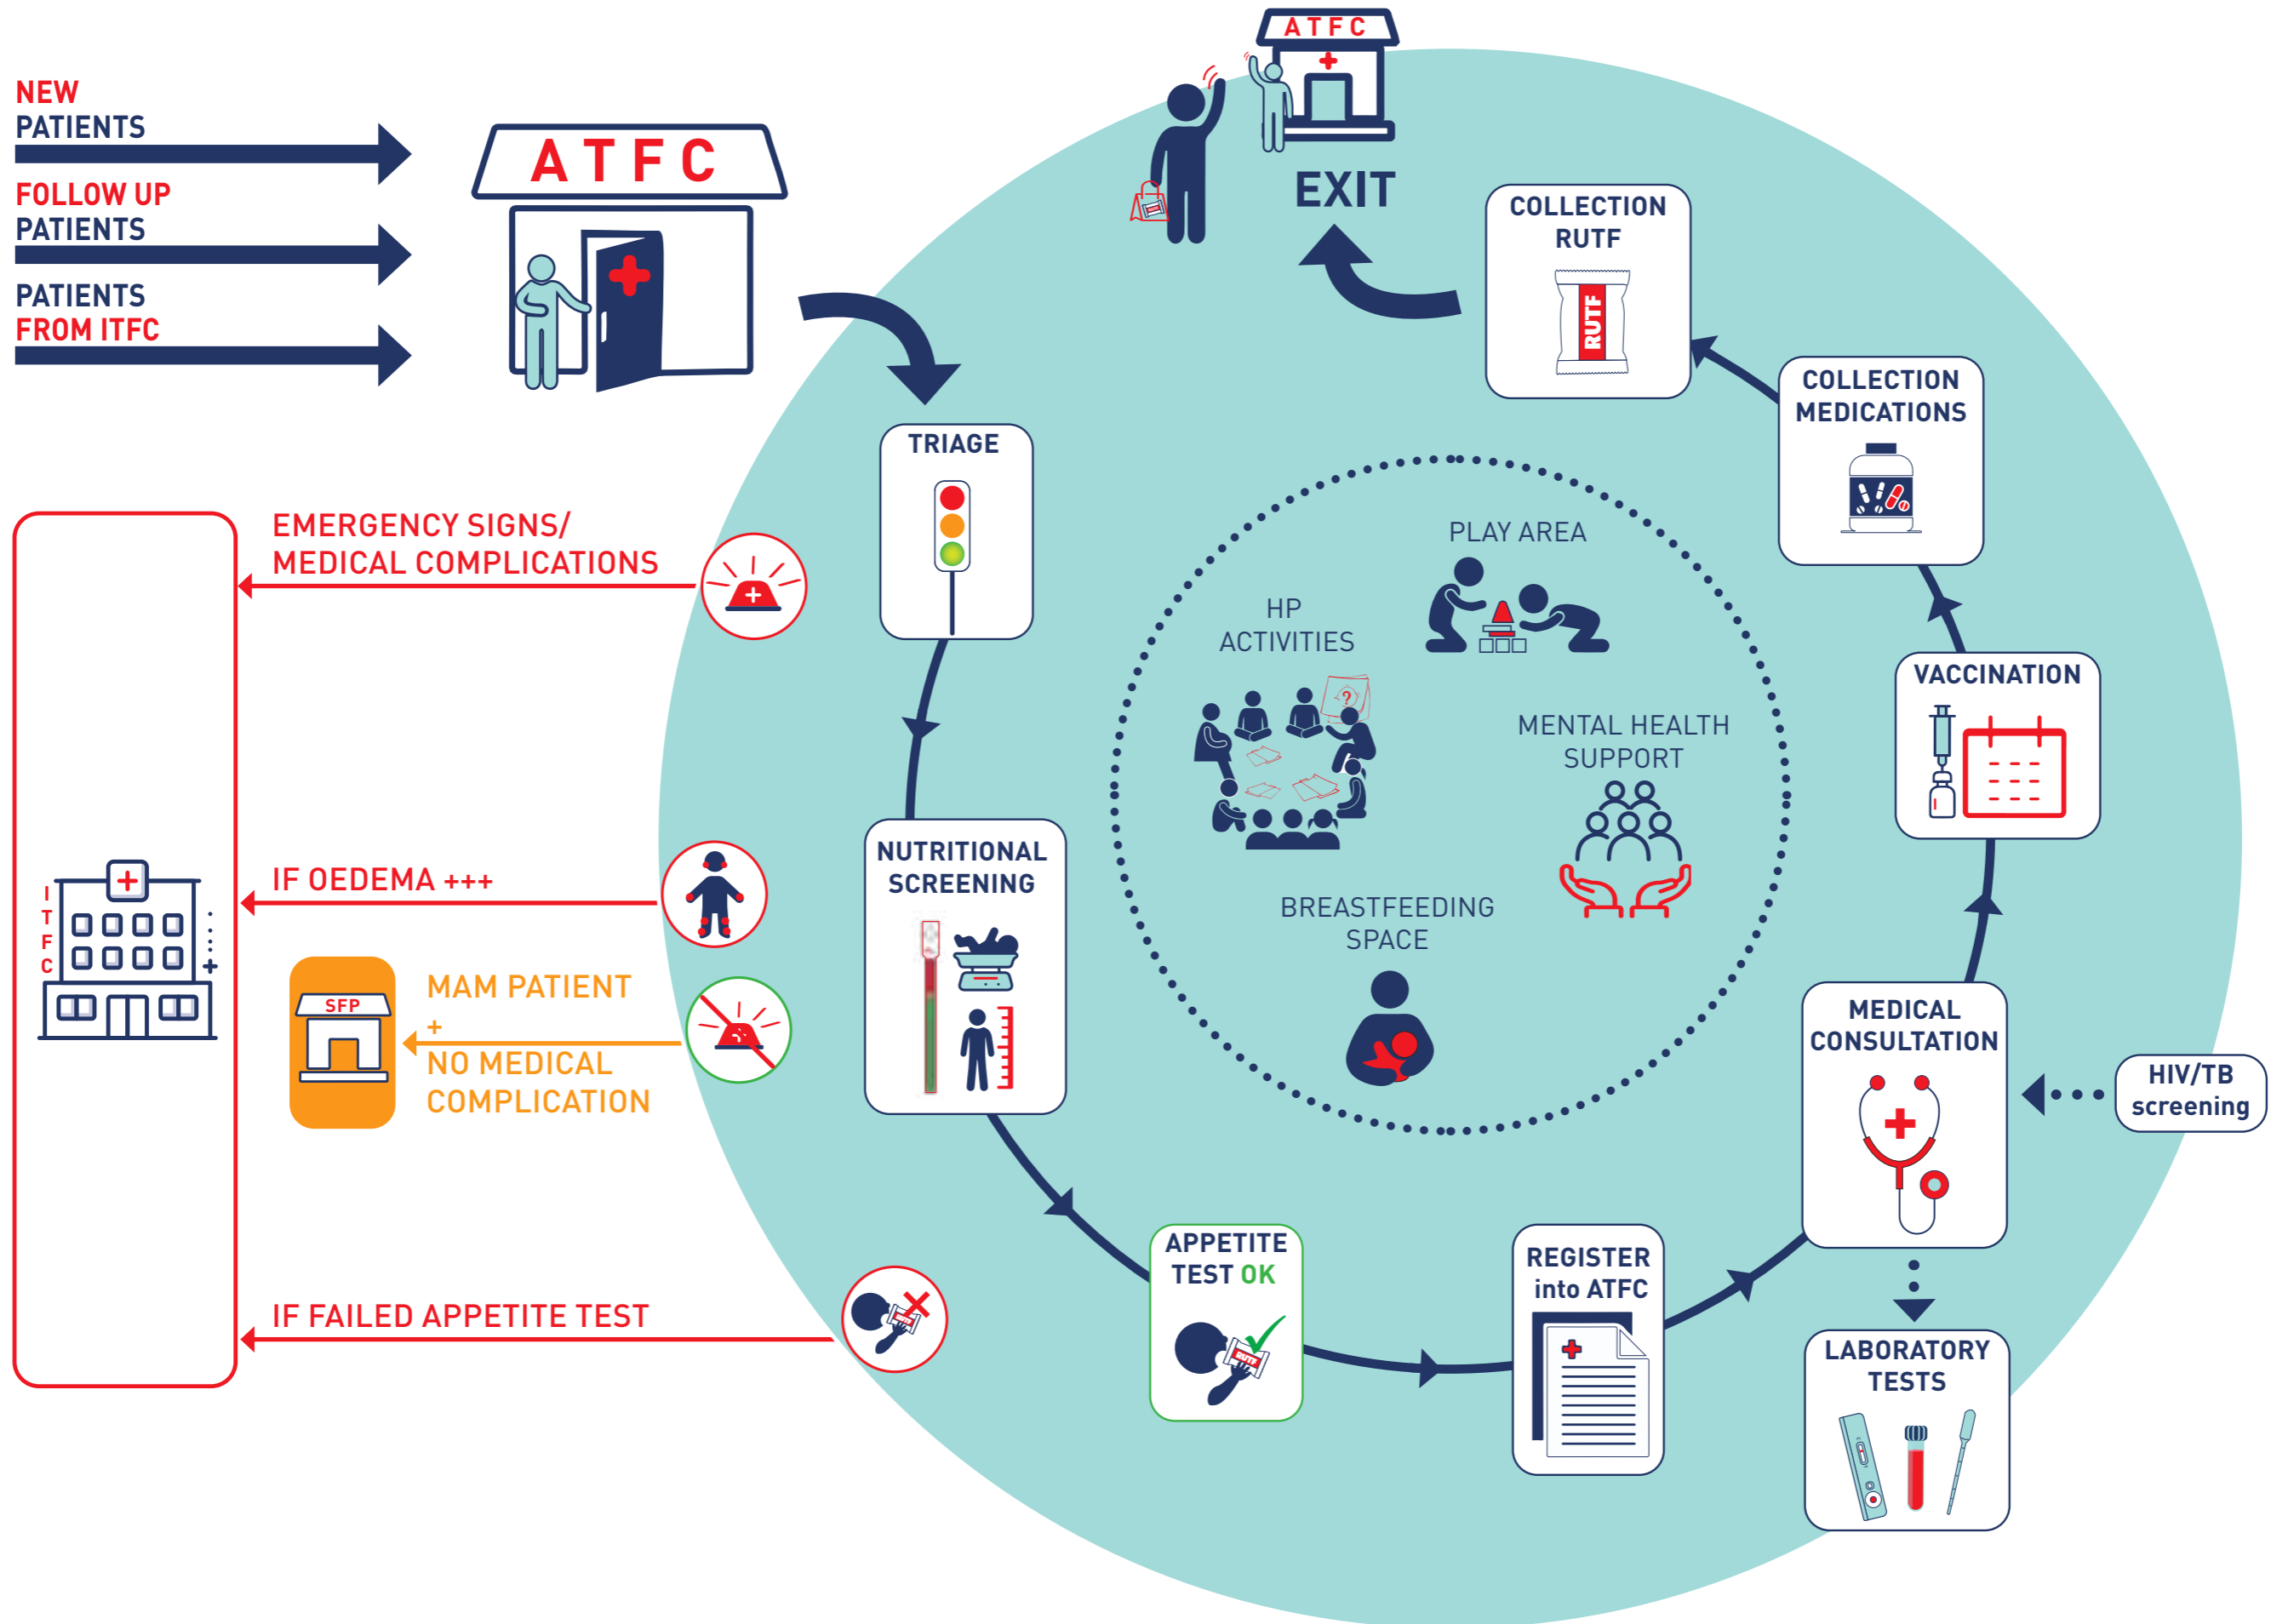 NEW
PATIENTS
FOLLOW UP
PATIENTS
PATIENTS
FROM ITFC
ATFC
ATFC
EXIT
COLLECTION
RUTF
RUTF
COLLECTION
MEDICATIONS
TRIAGE
EMERGENCY SIGNS/
MEDICAL COMPLICATIONS
PLAY AREA
HP
ACTIVITIES
?
MENTAL HEALTH
SUPPORT
BREASTFEEDING
SPACE
VACCINATION
NUTRITIONAL
SCREENING
IF OEDEMA +++
ITFC
SFP
MAM PATIENT
+
NO MEDICAL
COMPLICATION
MEDICAL
CONSULTATION
HIV/TB
screening
APPETITE
TEST OK
RUTF
REGISTER
into ATFC
IF FAILED APPETITE TEST
LABORATORY
TESTS